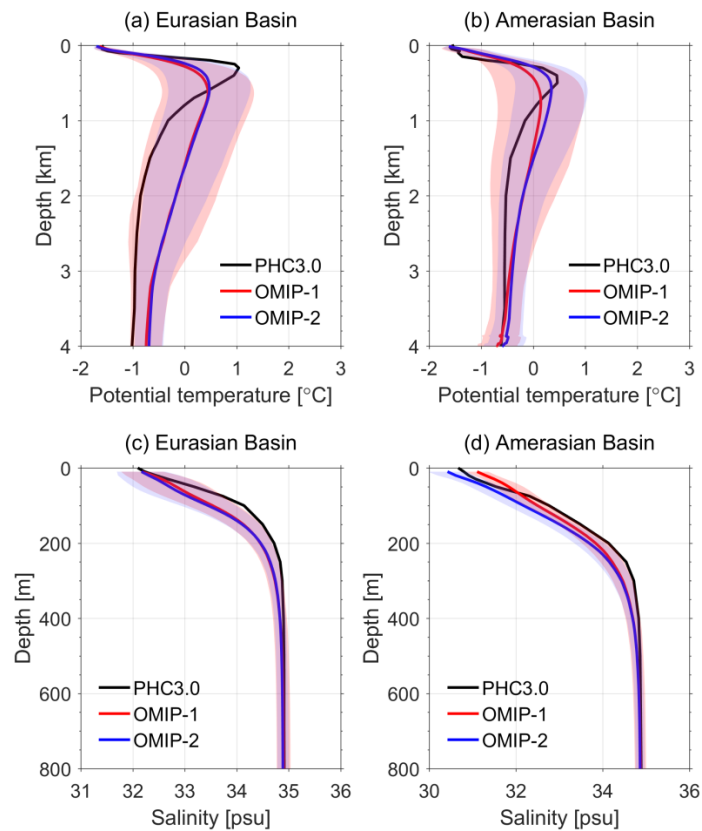 (a) Eurasian Basin
(b) Amerasian Basin
0
1
2
3
4
Depth [km]
PHC3.0
OMIP-1
OMIP-2
-2 -1 0 1 2 3
Potential temperature [°C]
0
1
2
3
4
Depth [km]
PHC3.0
OMIP-1
OMIP-2
-2 -1 0 1 2 3
Potential temperature [°C]
(c) Eurasian Basin
(d) Amerasian Basin
0
200
400
600
800
Depth [m]
PHC3.0
OMIP-1
OMIP-2
31 32 33 34 35 36
Salinity [psu]
0
200
400
600
800
Depth [m]
PHC3.0
OMIP-1
OMIP-2
30 32 34 36
Salinity [psu]